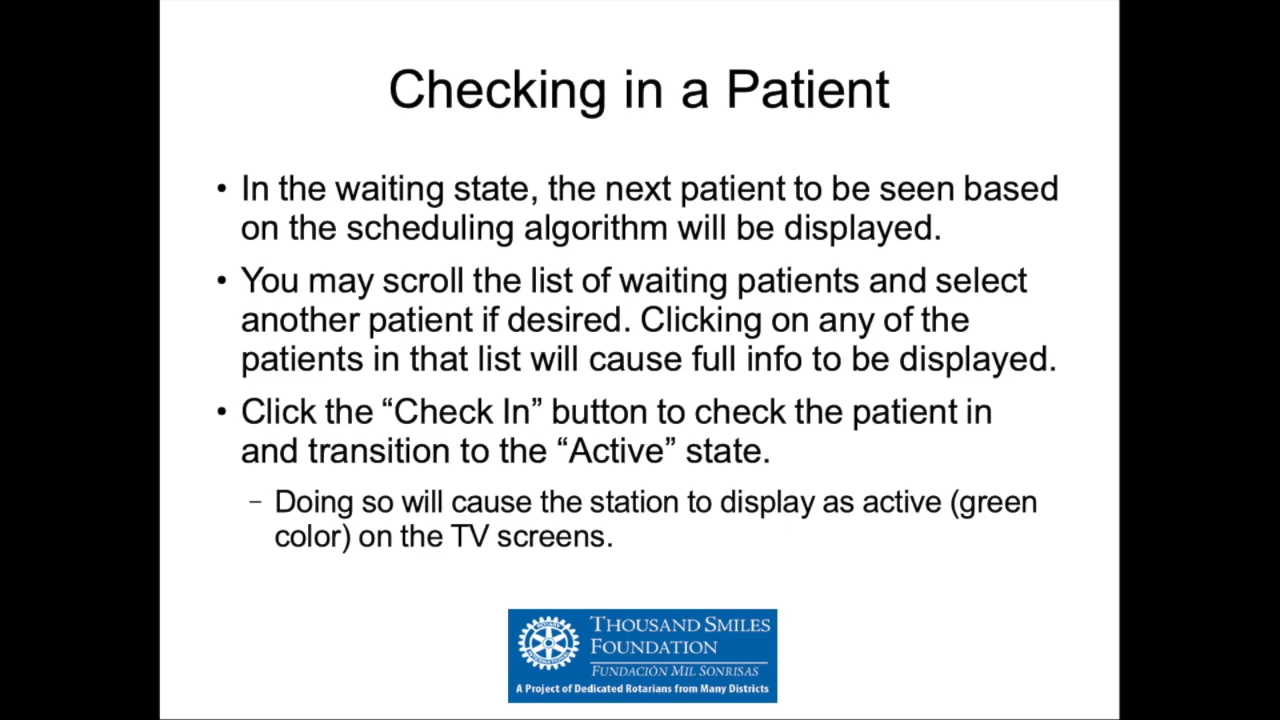 Checking in a Patient
• In the waiting state, the next patient to be seen based
on the scheduling algorithm will be displayed.
• You may scroll the list of waiting patients and select
another patient if desired. Clicking on any of the
patients in that list will cause full info to be displayed.
• Click the “Check In” button to check the patient in
and transition to the “Active” state.
– Doing so will cause the station to display as active (green
color) on the TV screens.
ROTARY
INTERNATIONAL
THOUSAND SMILES
FOUNDATION
FUNDACIÓN MIL SONRISAS
A Project of Dedicated Rotarians from Many Districts